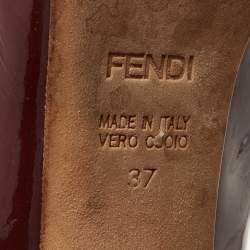 FENDI
MADE IN ITALY
VERO CUOIO
37